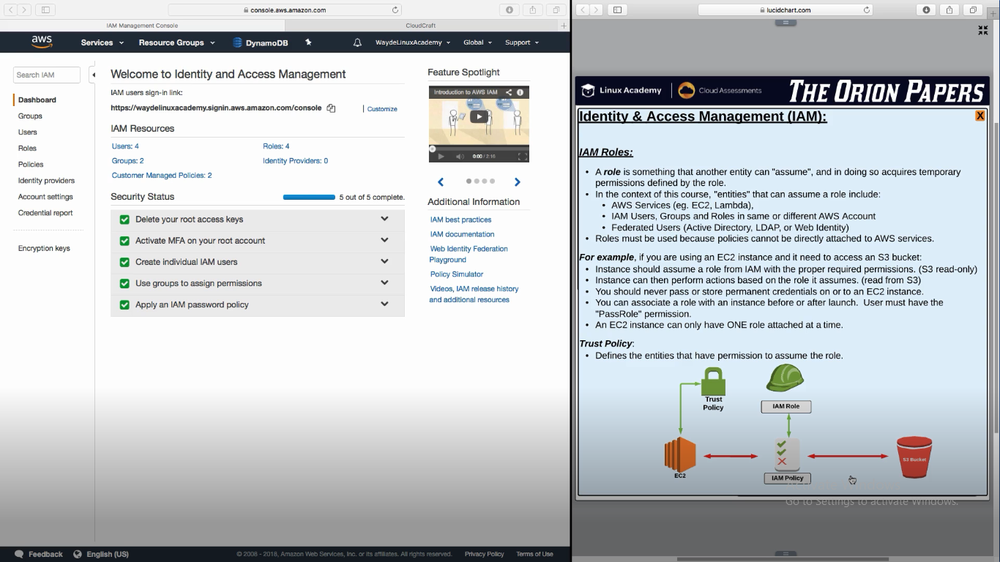 console.aws.amazon.com
IAM Management Console
CloudCraft
aws
Services
Resource Groups
DynamoDB
WaydeLinuxAcademy
Global
Support
Search IAM
Dashboard
Groups
Users
Roles
Policies
Identity providers
Account settings
Credential report
Encryption keys
Welcome to Identity and Access Management
IAM users sign-in link:
https://waydelinuxacademy.signin.aws.amazon.com/console
Customize
IAM Resources
Users: 4
Roles: 4
Groups: 2
Identity Providers: 0
Customer Managed Policies: 2
Security Status
5 out of 5 complete.
Delete your root access keys
Activate MFA on your root account
Create individual IAM users
Use groups to assign permissions
Apply an IAM password policy
Feature Spotlight
Introduction to AWS IAM
0:00 / 2:16
Additional Information
IAM best practices
IAM documentation
Web Identity Federation
Playground
Policy Simulator
Videos, IAM release history
and additional resources
Feedback
English (US)
© 2006 - 2018, Amazon Web Services, Inc. or its affiliates. All rights reserved.
Privacy Policy
Terms of Use
lucidchart.com
Linux Academy
Cloud Assessments
THE ORION PAPERS
Identity & Access Management (IAM):
X
IAM Roles:
• A role is something that another entity can "assume", and in doing so acquires temporary
permissions defined by the role.
• In the context of this course, "entities" that can assume a role include:
• AWS Services (eg. EC2, Lambda),
• IAM Users, Groups and Roles in same or different AWS Account
• Federated Users (Active Directory, LDAP, or Web Identity)
• Roles must be used because policies cannot be directly attached to AWS services.
For example, if you are using an EC2 instance and it need to access an S3 bucket:
• Instance should assume a role from IAM with the proper required permissions. (S3 read-only)
• Instance can then perform actions based on the role it assumes. (read from S3)
• You should never pass or store permanent credentials on or to an EC2 instance.
• You can associate a role with an instance before or after launch. User must have the
"PassRole" permission.
• An EC2 instance can only have ONE role attached at a time.
Trust Policy:
• Defines the entities that have permission to assume the role.
Trust
Policy
IAM Role
EC2
IAM Policy
S3 Bucket
Go to Settings to activate Windows.